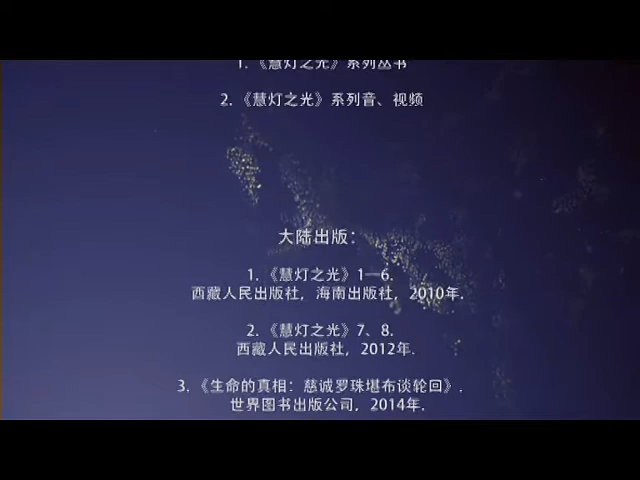 1. 《慧灯之光》系列丛书
2. 《慧灯之光》系列音、视频
大陆出版：
1. 《慧灯之光》1—6.
西藏人民出版社，海南出版社，2010年.
2. 《慧灯之光》7、8.
西藏人民出版社，2012年.
3. 《生命的真相：慈诚罗珠堪布谈轮回》.
世界图书出版公司，2014年.